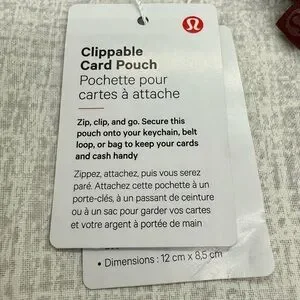 Clippable
Card Pouch
Pochette pour
cartes à attache
Zip, clip, and go. Secure this
pouch onto your keychain, belt
loop, or bag to keep your cards
and cash handy
Zippez, attachez, puis vous serez
paré. Attachez cette pochette à un
porte-clés, à un passant de ceinture
ou à un sac pour garder vos cartes
et votre argent à portée de main
• Dimensions : 12 cm x 8,5 cm